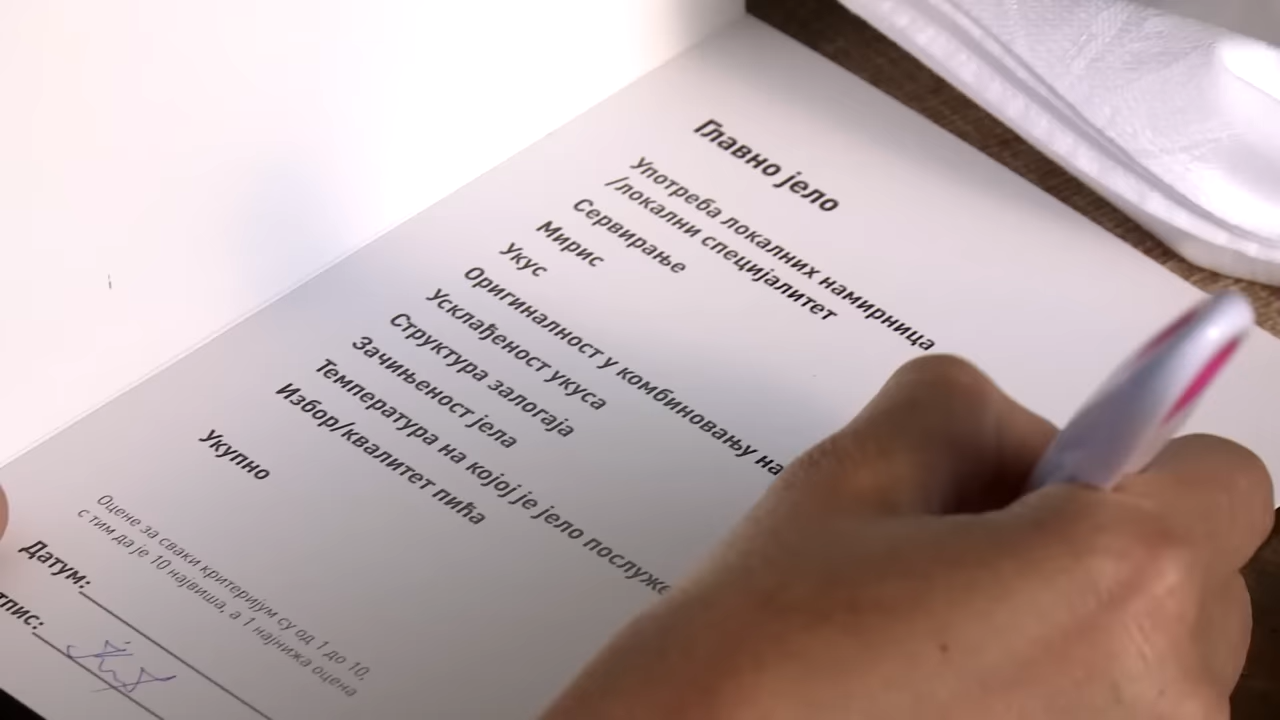 Главно јело
Употреба локалних намирница
/локални специјалитет
Сервирање
Мирис
Укус
Оригиналност у комбиновању на
Усклађеност укуса
Структура залогаја
Зачињеност јела
Температура на којој је јело послуже
Избор/квалитет пића
Укупно
Оцене за сваки критеријум су од 1 до 10,
с тим да је 10 највиша, а 1 најнижа оцена
Датум:
тпис: